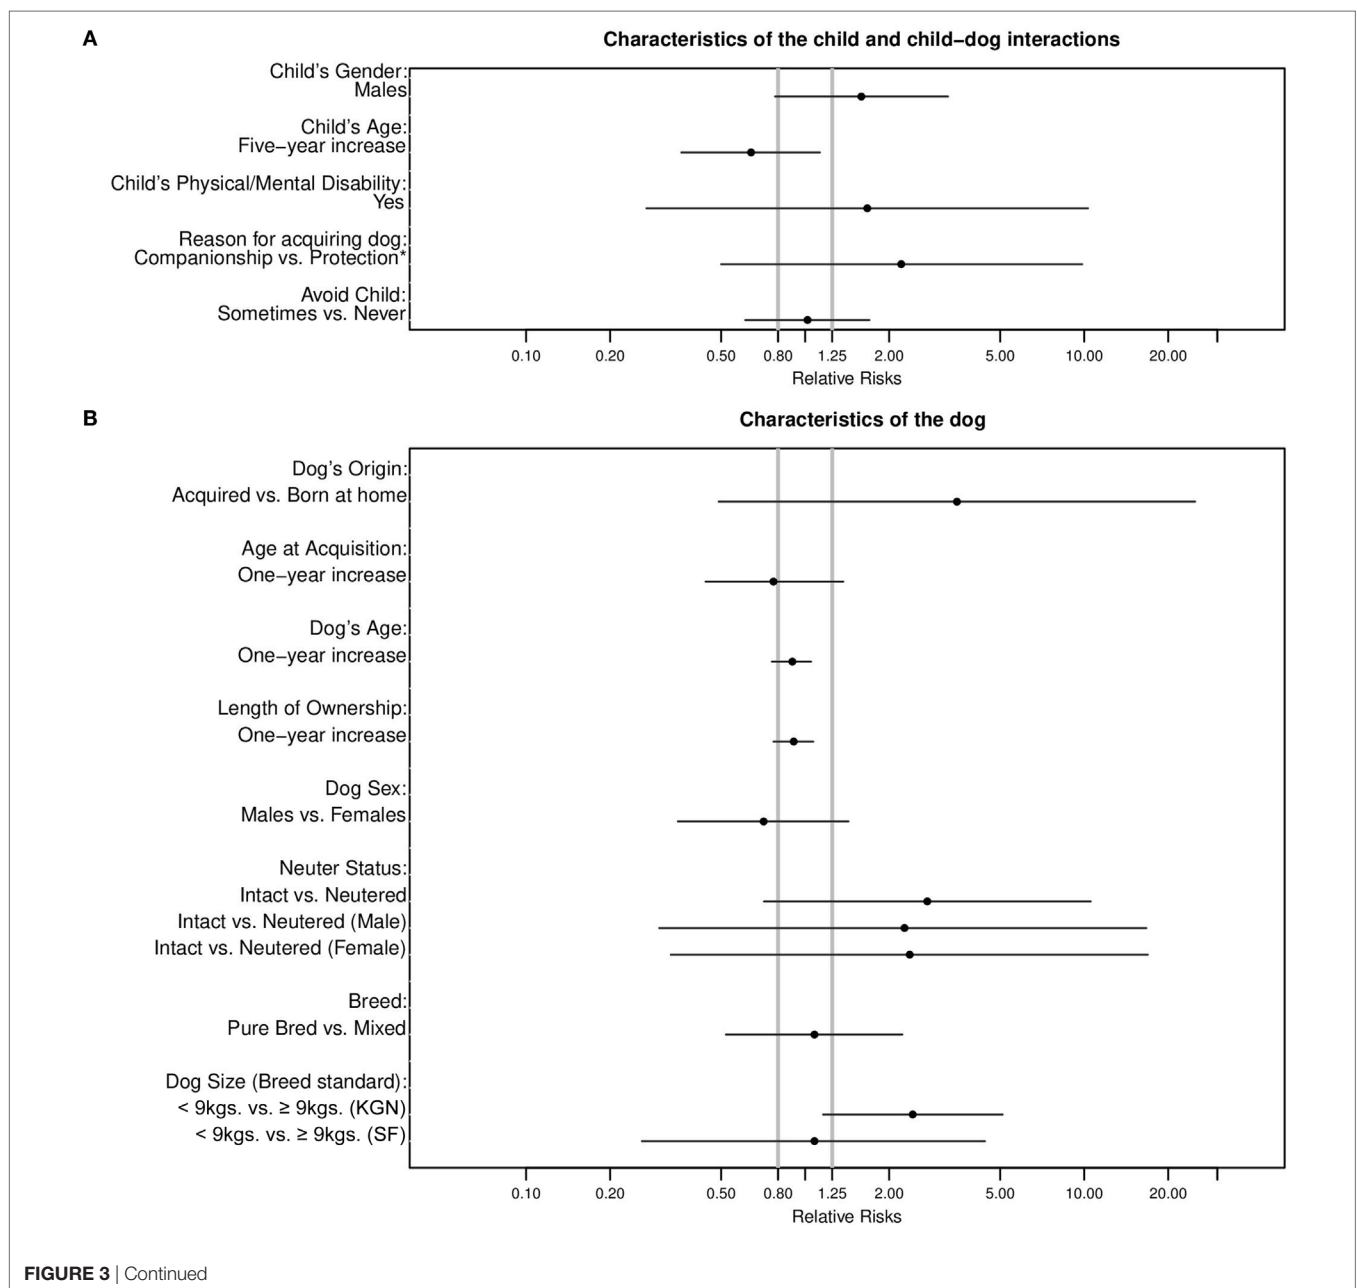 A
Characteristics of the child and child−dog interactions
Child's Gender:
Males
Child's Age:
Five−year increase
Child's Physical/Mental Disability:
Yes
Reason for acquiring dog:
Companionship vs. Protection*
Avoid Child:
Sometimes vs. Never
0.10 0.20 0.50 0.80 1.25 2.00 5.00 10.00 20.00
Relative Risks
B
Characteristics of the dog
Dog's Origin:
Acquired vs. Born at home
Age at Acquisition:
One−year increase
Dog's Age:
One−year increase
Length of Ownership:
One−year increase
Dog Sex:
Males vs. Females
Neuter Status:
Intact vs. Neutered
Intact vs. Neutered (Male)
Intact vs. Neutered (Female)
Breed:
Pure Bred vs. Mixed
Dog Size (Breed standard):
< 9kgs. vs. ≥ 9kgs. (KGN)
< 9kgs. vs. ≥ 9kgs. (SF)
0.10 0.20 0.50 0.80 1.25 2.00 5.00 10.00 20.00
Relative Risks
FIGURE 3 | Continued